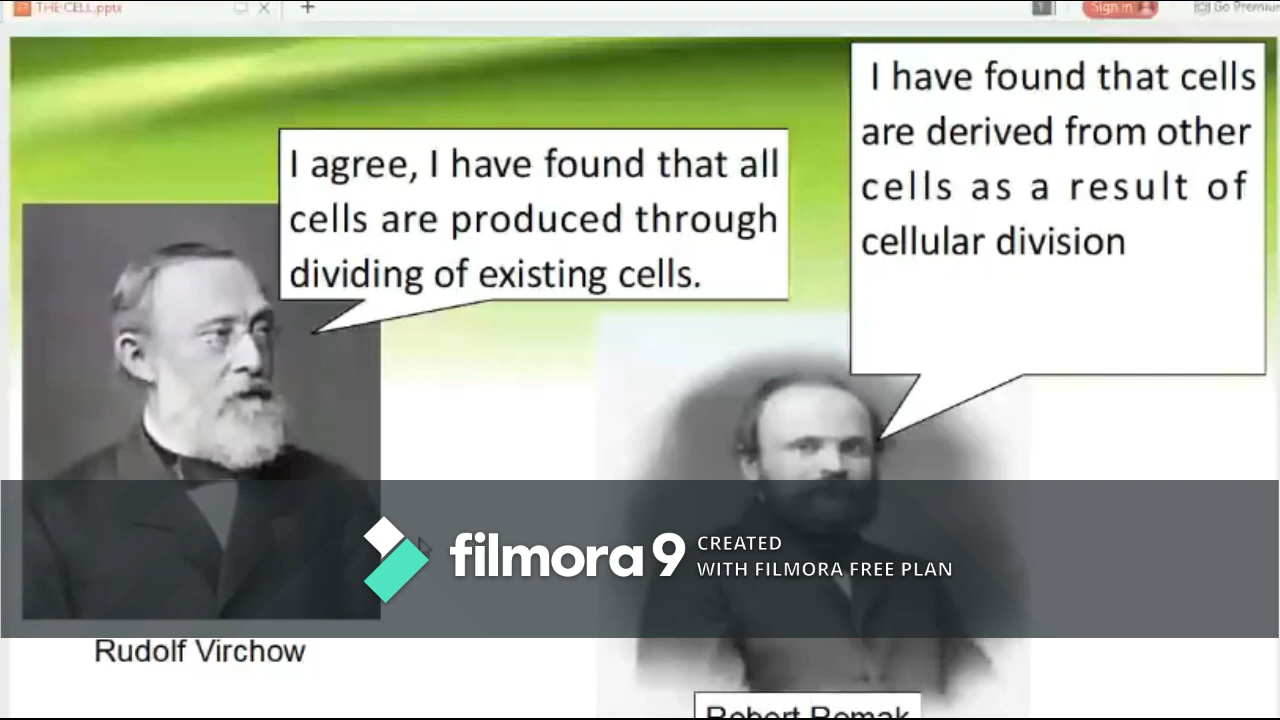 THE CELL.pptx
+
1
Sign in
Go Premium
I have found that cells
are derived from other
cells as a result of
cellular division
I agree, I have found that all
cells are produced through
dividing of existing cells.
filmora9 CREATED
WITH FILMORA FREE PLAN
Rudolf Virchow
Robert Remak